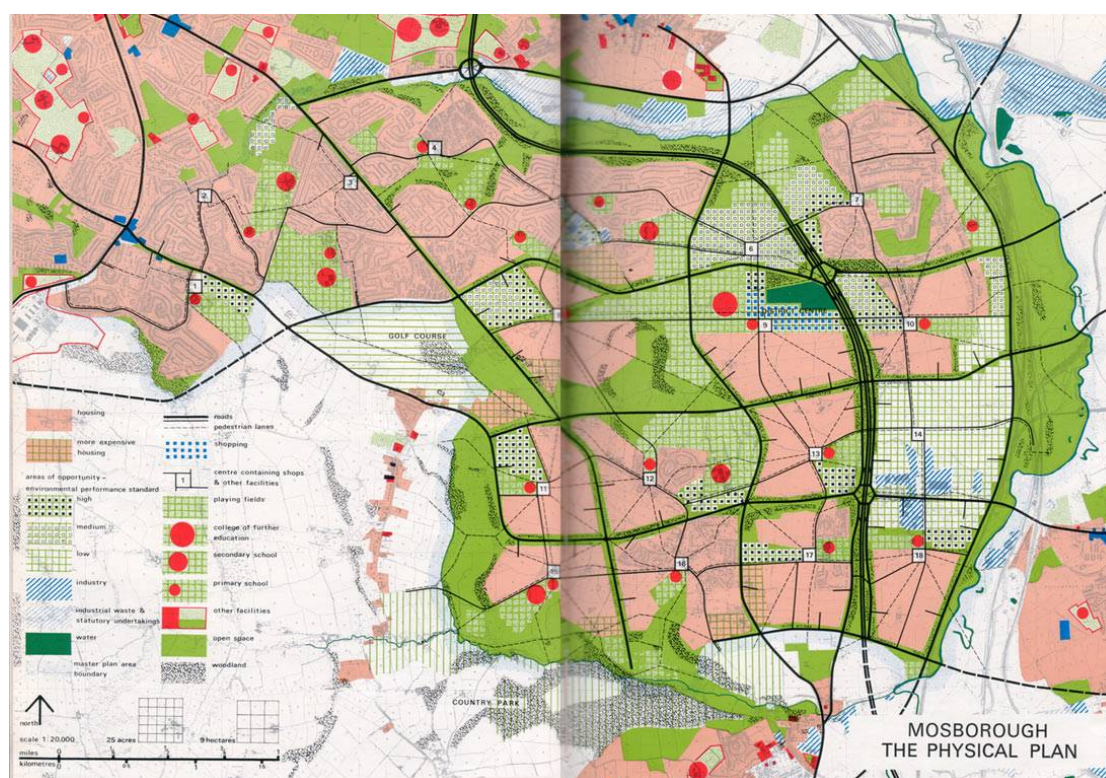 GOLF COURSE
COUNTRY PARK
1
2
3
4
6
7
9
10
11
12
13
14
16
17
18
housing
more expensive
housing
areas of opportunity –
environmental performance standard
high
medium
low
industry
industrial waste &
statutory undertakings
water
master plan area
boundary
roads
pedestrian lanes
shopping
1
centre containing shops
& other facilities
playing fields
college of further
education
secondary school
primary school
other facilities
open space
woodland
north
scale 1:20,000
25 acres
9 hectares
miles
kilometres
MOSBOROUGH
THE PHYSICAL PLAN